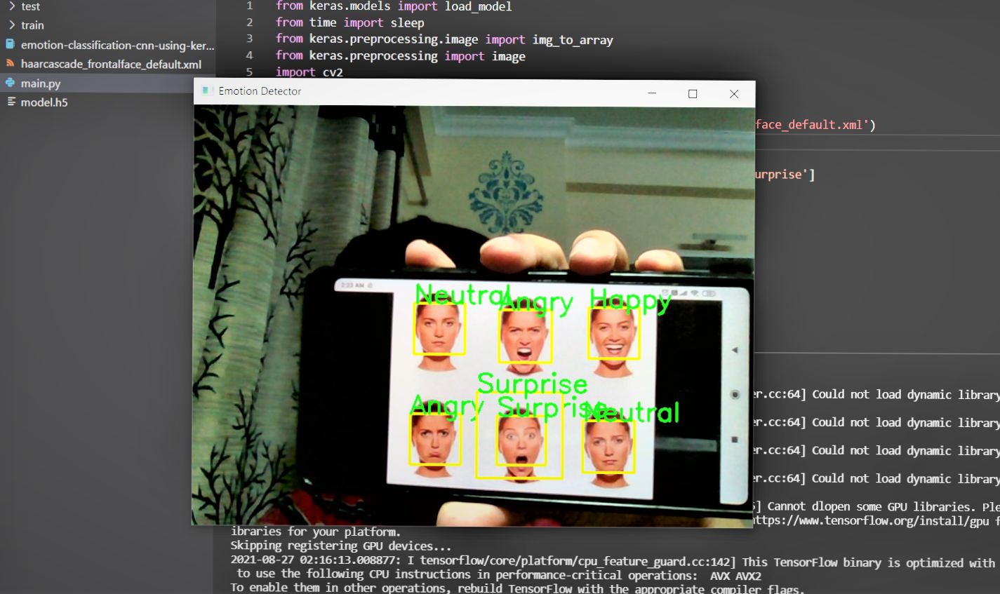 test
train
emotion-classification-cnn-using-ker...
haarcascade_frontalface_default.xml
main.py
model.h5
1 from keras.models import load_model
2 from time import sleep
3 from keras.preprocessing.image import img_to_array
4 from keras.preprocessing import image
5 import cv2
Emotion Detector
face_default.xml')
urprise']
2:23 AM
Neutral
Angry
Happy
Surprise
Angry
Surprise
Neutral
er.cc:64] Could not load dynamic library
er.cc:64] Could not load dynamic library
er.cc:64] Could not load dynamic library
er.cc:64] Could not load dynamic library
] Cannot dlopen some GPU libraries. Ple
https://www.tensorflow.org/install/gpu f
ibraries for your platform.
Skipping registering GPU devices...
2021-08-27 02:16:13.008877: I tensorflow/core/platform/cpu_feature_guard.cc:142] This TensorFlow binary is optimized with
to use the following CPU instructions in performance-critical operations: AVX AVX2
To enable them in other operations, rebuild TensorFlow with the appropriate compiler flags.